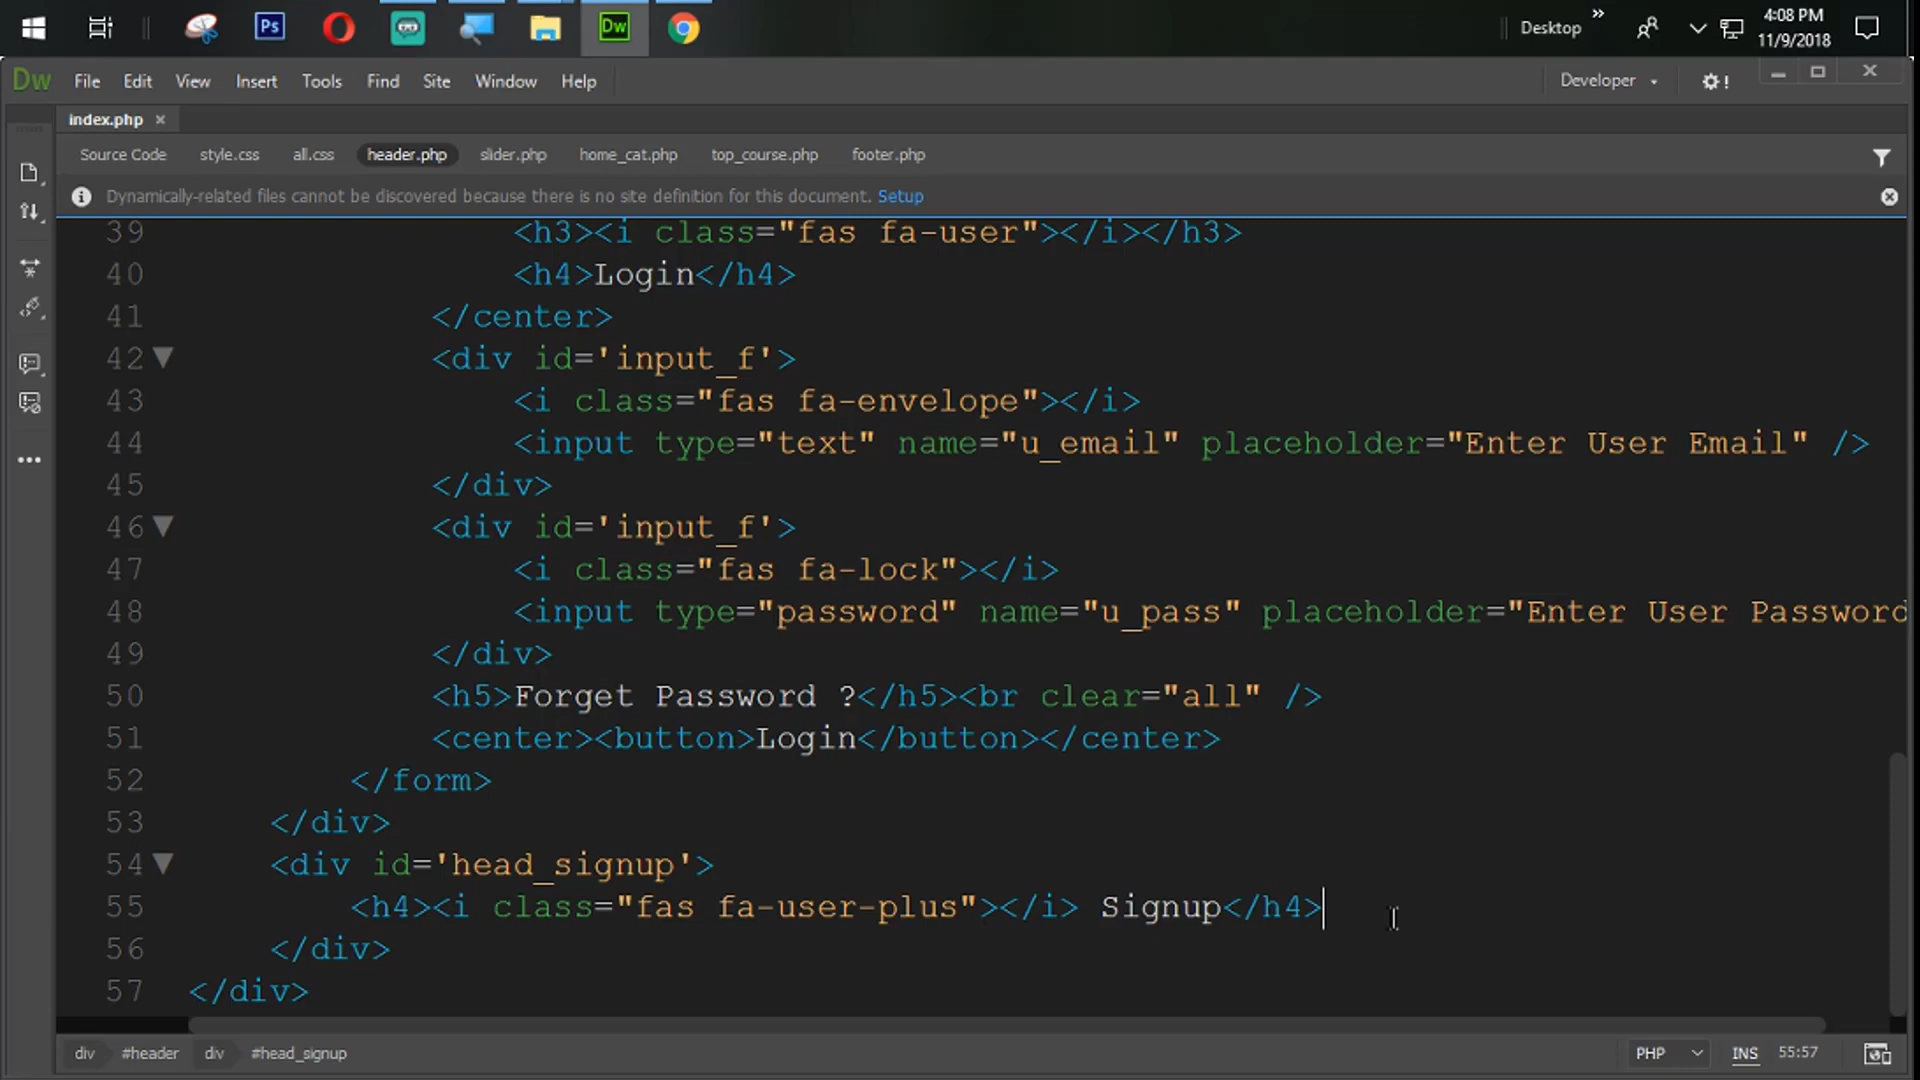 Ps
Dw
Desktop »
4:08 PM
11/9/2018
Dw File Edit View Insert Tools Find Site Window Help
Developer
!
index.php ×
Source Code style.css all.css header.php slider.php home_cat.php top_course.php footer.php
Dynamically-related files cannot be discovered because there is no site definition for this document. Setup
39 <h3><i class="fas fa-user"></i></h3>
40 <h4>Login</h4>
41 </center>
42 <div id='input_f'>
43 <i class="fas fa-envelope"></i>
44 <input type="text" name="u_email" placeholder="Enter User Email" />
45 </div>
46 <div id='input_f'>
47 <i class="fas fa-lock"></i>
48 <input type="password" name="u_pass" placeholder="Enter User Password
49 </div>
50 <h5>Forget Password ?</h5><br clear="all" />
51 <center><button>Login</button></center>
52 </form>
53 </div>
54 <div id='head_signup'>
55 <h4><i class="fas fa-user-plus"></i> Signup</h4>
56 </div>
57 </div>
div #header div #head_signup
PHP INS 55:57